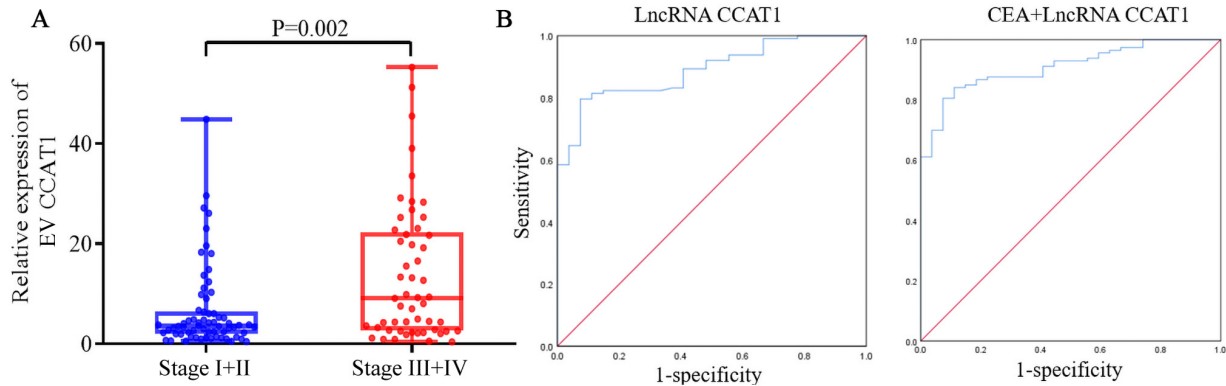 A
P=0.002
Relative expression of
EV CCAT1
60
40
20
0
Stage I+II
Stage III+IV
B
LncRNA CCAT1
Sensitivity
1.0
0.8
0.6
0.4
0.2
0.0
0.0 0.2 0.4 0.6 0.8 1.0
1-specificity
CEA+LncRNA CCAT1
1.0
0.8
0.6
0.4
0.2
0.0
0.0 0.2 0.4 0.6 0.8 1.0
1-specificity